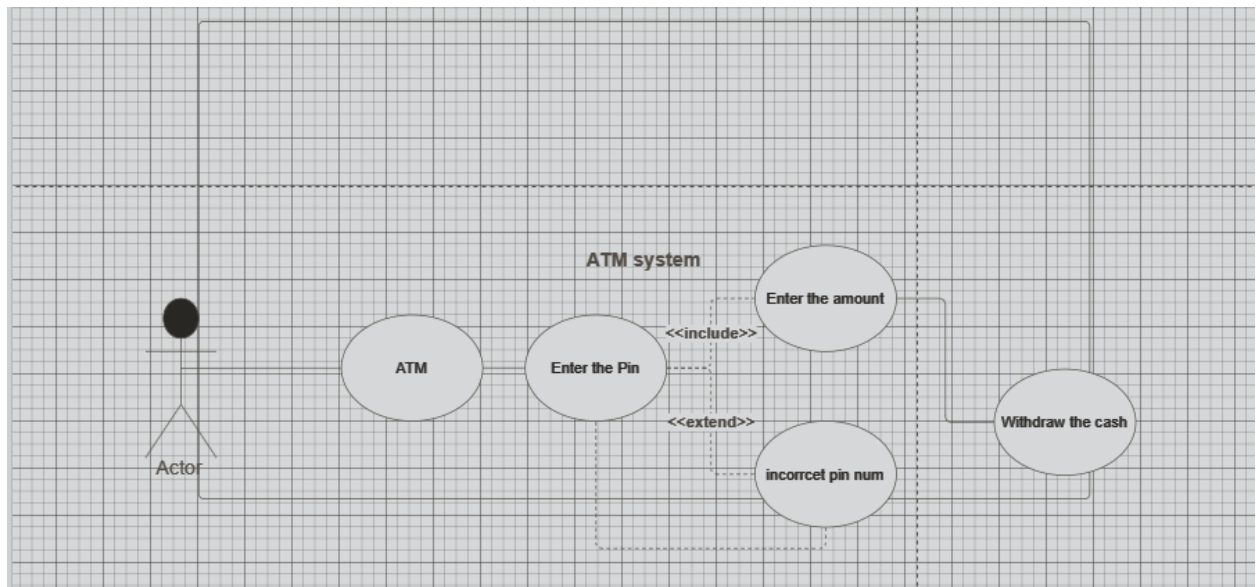 ATM system
Enter the amount
<<include>>
ATM
Enter the Pin
<<extend>>
Withdraw the cash
Actor
incorrcet pin num